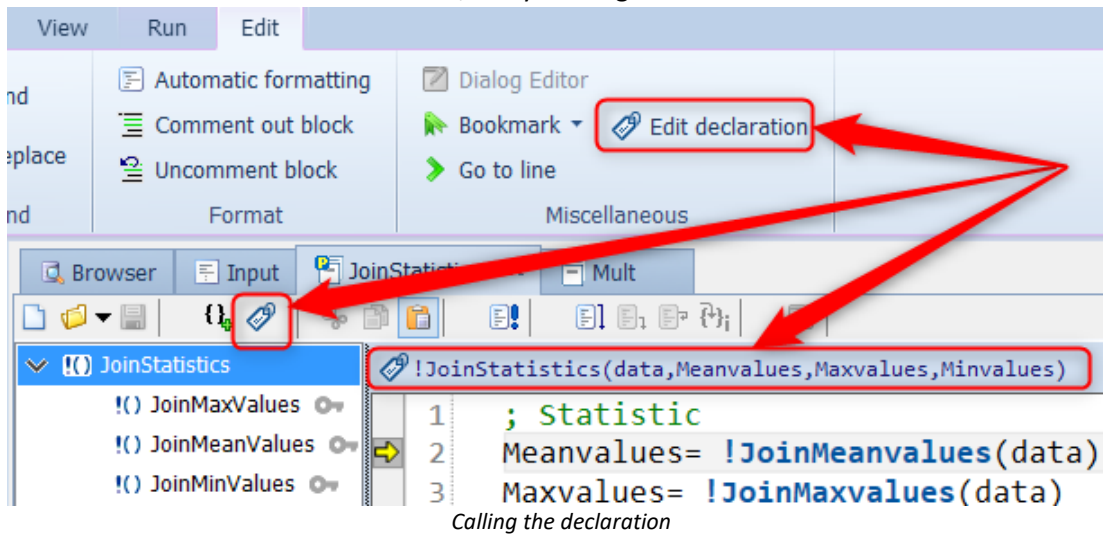 View Run Edit
nd Automatic formatting Dialog Editor
Comment out block Bookmark Edit declaration
eplace Uncomment block Go to line
nd Format Miscellaneous
Browser Input Mult
!() JoinStatistics !JoinStatistics(data,Meanvalues,Maxvalues,Minvalues)
!() JoinMaxValues 1 ; Statistic
!() JoinMeanValues 2 Meanvalues= !JoinMeanvalues(data)
!() JoinMinValues 3 Maxvalues= !JoinMaxvalues(data)
Calling the declaration